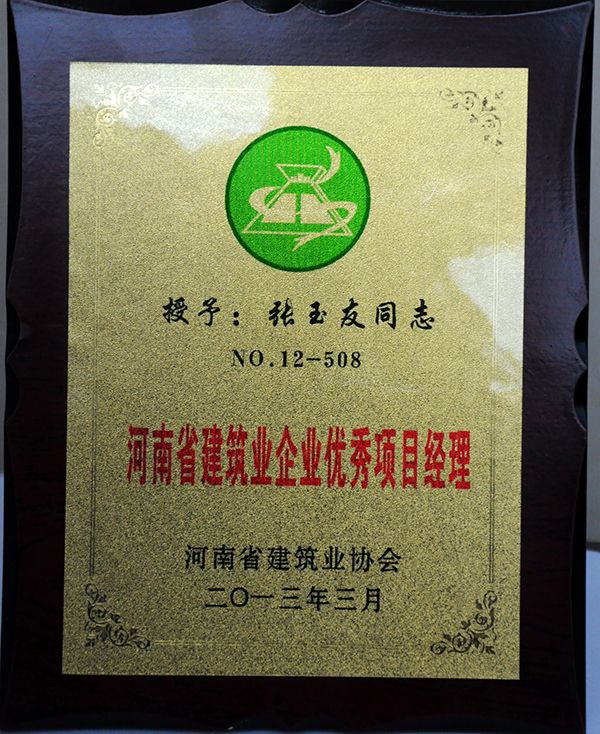 授予：张玉友同志
NO.12-508
河南省建筑业企业优秀项目经理
河南省建筑业协会
二〇一三年三月